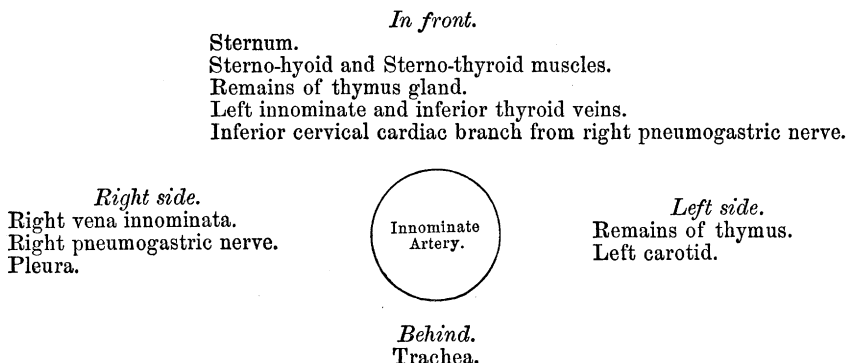 In front.
Sternum.
Sterno-hyoid and Sterno-thyroid muscles.
Remains of thymus gland.
Left innominate and inferior thyroid veins.
Inferior cervical cardiac branch from right pneumogastric nerve.
Right side.
Right vena innominata.
Right pneumogastric nerve.
Pleura.
Innominate
Artery.
Left side.
Remains of thymus.
Left carotid.
Behind.
Trachea.